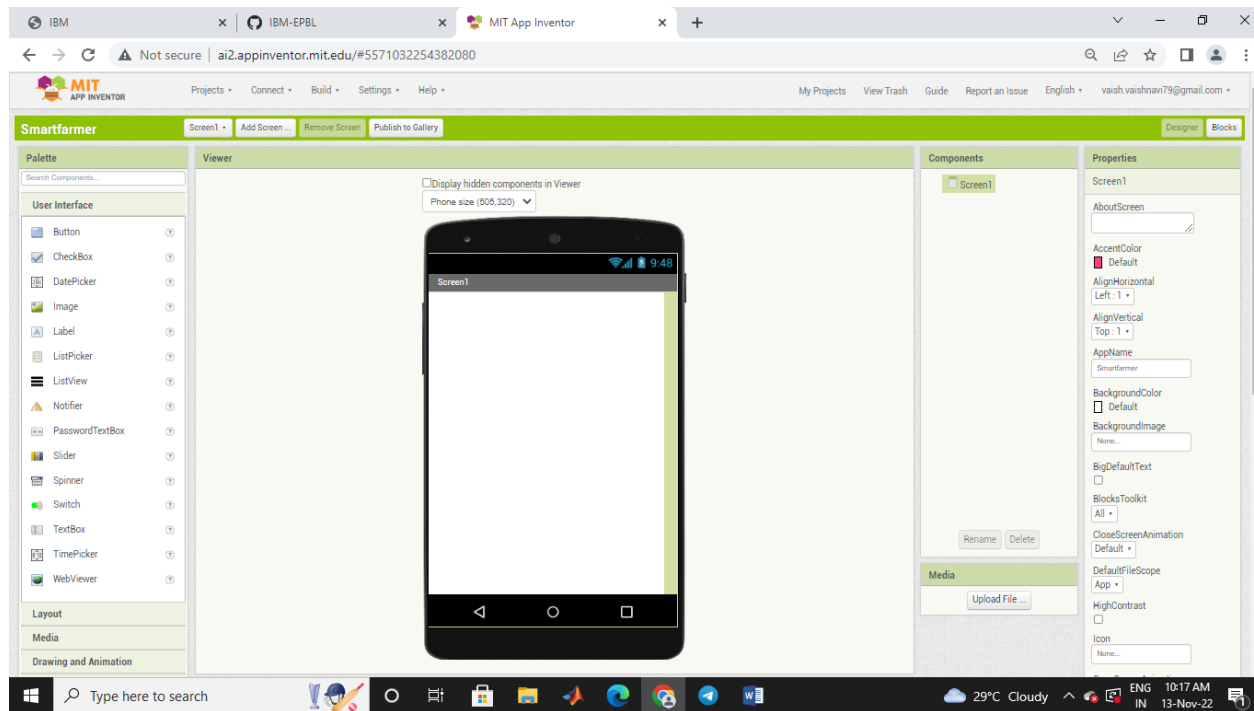 IBM
IBM-EPBL
MIT App Inventor
Not secure | ai2.appinventor.mit.edu/#5571032254382080
MIT
APP INVENTOR
Projects Connect Build Settings Help
My Projects View Trash Guide Report an Issue English vaish.vaishnavi79@gmail.com
Smartfarmer
Screen1 Add Screen ... Remove Screen Publish to Gallery
Designer Blocks
Palette
Search Components...
User Interface
Button
CheckBox
DatePicker
Image
Label
ListPicker
ListView
Notifier
PasswordTextBox
Slider
Spinner
Switch
TextBox
TimePicker
WebViewer
Layout
Media
Drawing and Animation
Viewer
Display hidden components in Viewer
Phone size (505,320)
9:48
Screen1
Components
Screen1
Rename Delete
Media
Upload File ...
Properties
Screen1
AboutScreen
AccentColor
Default
AlignHorizontal
Left : 1
AlignVertical
Top : 1
AppName
Smartfarmer
BackgroundColor
Default
BackgroundImage
None...
BigDefaultText
BlocksToolkit
All
CloseScreenAnimation
Default
DefaultFileScope
App
HighContrast
Icon
None...
Type here to search
29°C Cloudy
ENG
IN
10:17 AM
13-Nov-22